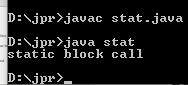 D:\jpr>javac stat.java
D:\jpr>java stat
static block call
D:\jpr>_